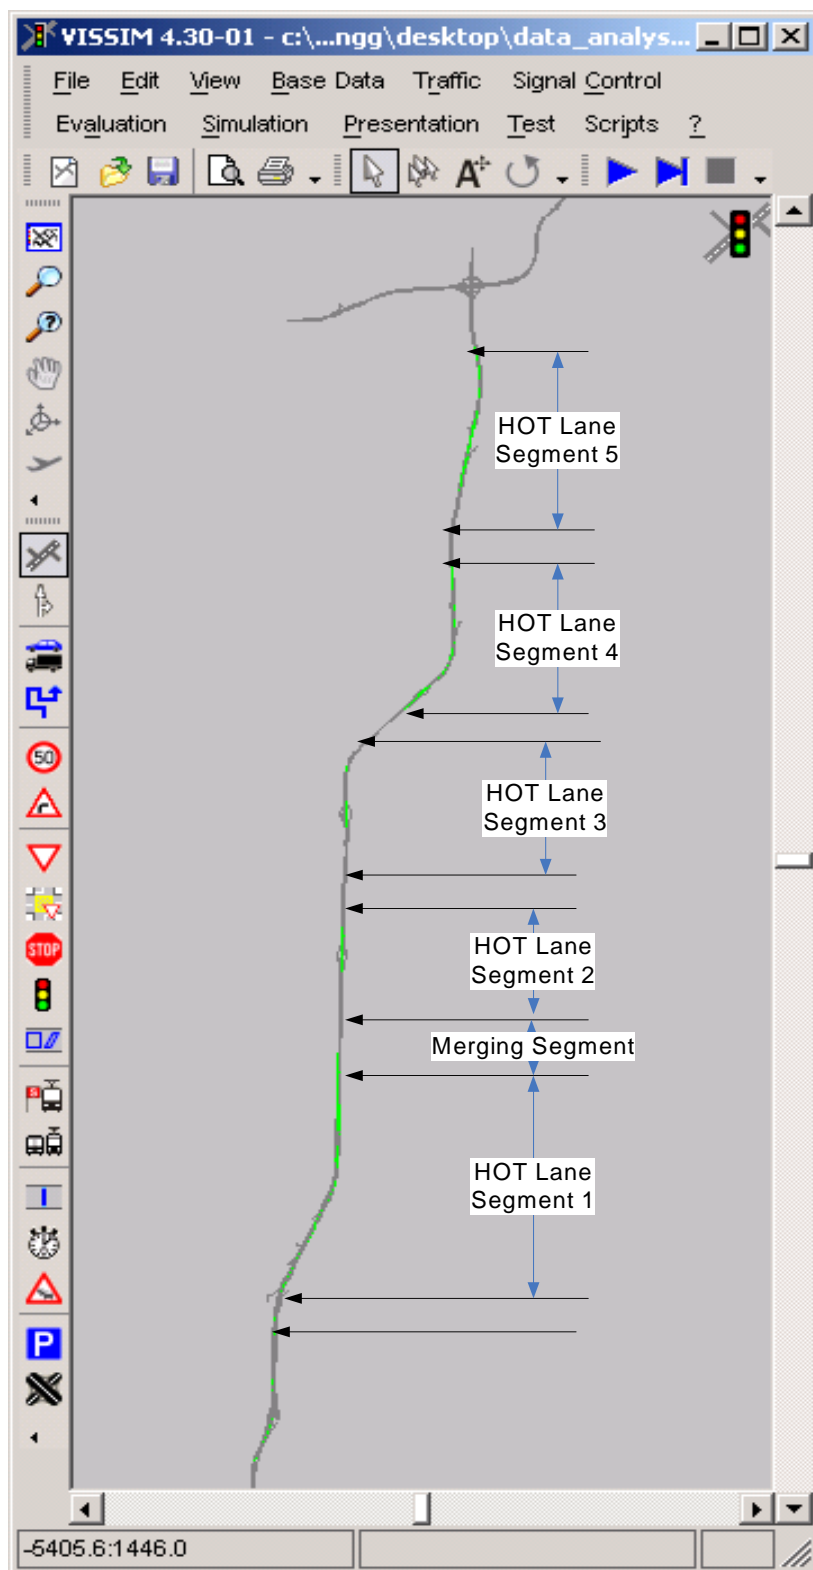 VISSIM 4.30-01 - c:\...ngg\desktop\data_analys...
File Edit View Base Data Traffic Signal Control
Evaluation Simulation Presentation Test Scripts ?
A
HOT Lane
Segment 5
HOT Lane
Segment 4
50
HOT Lane
Segment 3
STOP
HOT Lane
Segment 2
Merging Segment
HOT Lane
Segment 1
P
-5405.6:1446.0